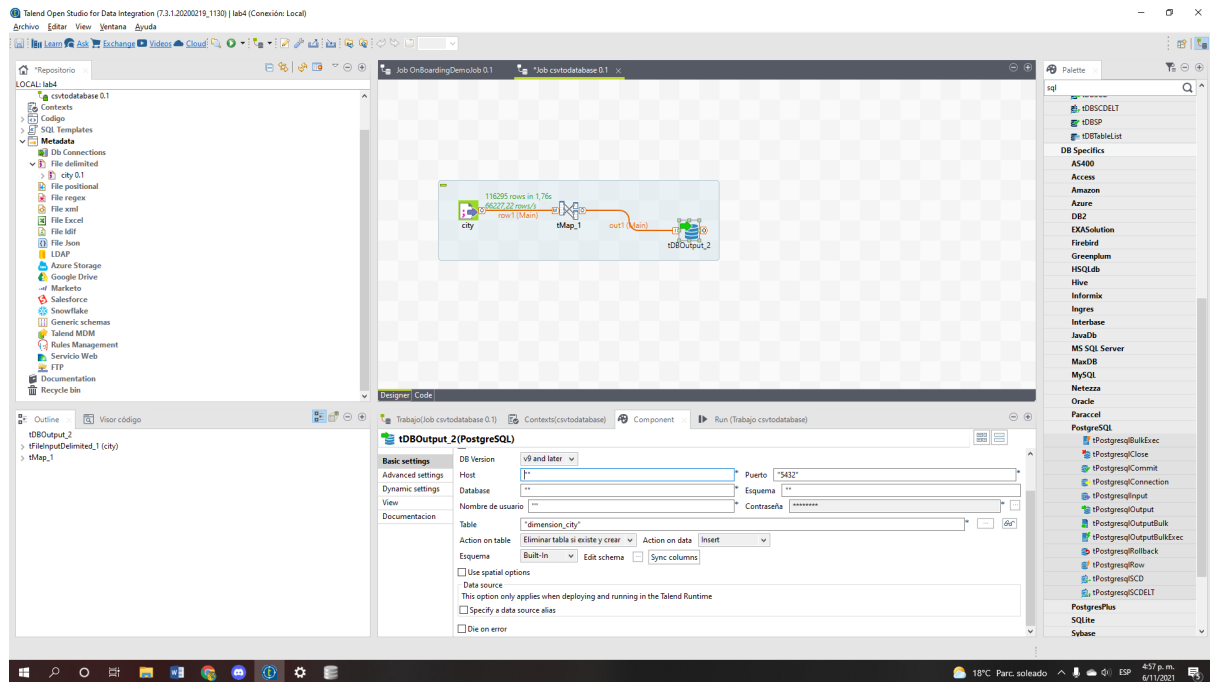 Talend Open Studio for Data Integration (7.3.1.20200219_1130) | lab4 (Conexión: Local)
Archivo Editar View Ventana Ayuda
Learn Ask Exchange Videos Cloud
*Repositorio
LOCAL: lab4
csvtodatabase 0.1
Contexts
Codigo
SQL Templates
Metadata
Db Connections
File delimited
city 0.1
File positional
File regex
File xml
File Excel
File ldif
File Json
LDAP
Azure Storage
Google Drive
Marketo
Salesforce
Snowflake
Generic schemas
Talend MDM
Rules Management
Servicio Web
FTP
Documentation
Recycle bin
Job OnBoardingDemoJob 0.1
*Job csvtodatabase 0.1
116295 rows in 1,76s
66227,22 rows/s
row1 (Main)
out1 (Main)
city
tMap_1
tDBOutput_2
Designer Code
Palette
sql
tDBSCDELT
tDBSP
tDBTableList
DB Specifics
AS400
Access
Amazon
Azure
DB2
EXASolution
Firebird
Greenplum
HSQLdb
Hive
Informix
Ingres
Interbase
JavaDb
MS SQL Server
MaxDB
MySQL
Netezza
Oracle
Paraccel
PostgreSQL
tPostgresqlBulkExec
tPostgresqlClose
tPostgresqlCommit
tPostgresqlConnection
tPostgresqlInput
tPostgresqlOutput
tPostgresqlOutputBulk
tPostgresqlOutputBulkExec
tPostgresqlRollback
tPostgresqlRow
tPostgresqlSCD
tPostgresqlSCDELT
PostgresPlus
SQLite
Sybase
Outline Visor código
tDBOutput_2
tFileInputDelimited_1 (city)
tMap_1
Trabajo(Job csvtodatabase 0.1) Contexts(csvtodatabase) Component Run (Trabajo csvtodatabase)
tDBOutput_2(PostgreSQL)
Basic settings
Advanced settings
Dynamic settings
View
Documentacion
DB Version v9 and later
Host "" * Puerto "5432" *
Database "" * Esquema ""
Nombre de usuario "" * Contraseña ******** *
Table "dimension_city" *
Action on table Eliminar tabla si existe y crear Action on data Insert
Esquema Built-In Edit schema Sync columns
Use spatial options
Data source
This option only applies when deploying and running in the Talend Runtime
Specify a data source alias
Die on error
18°C Parc. soleado ESP 4:57 p. m.
6/11/2021